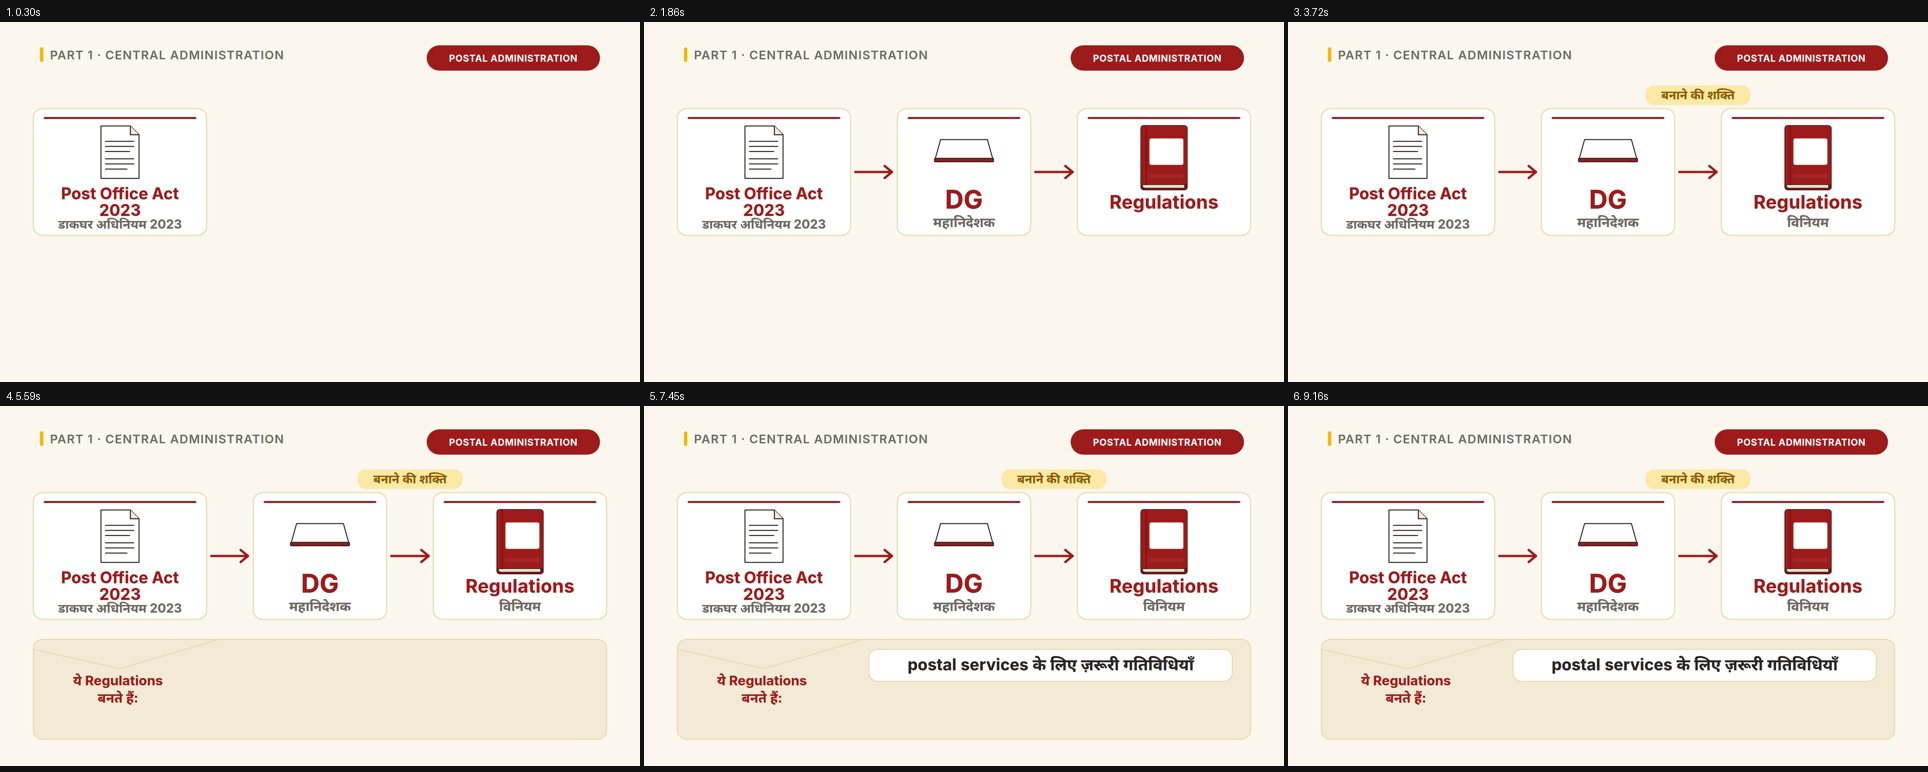 1. 0.30s
PART 1 · CENTRAL ADMINISTRATION
POSTAL ADMINISTRATION
Post Office Act
2023
डाकघर अधिनियम 2023
2. 1.86s
PART 1 · CENTRAL ADMINISTRATION
POSTAL ADMINISTRATION
Post Office Act
2023
डाकघर अधिनियम 2023
DG
महानिदेशक
Regulations
3. 3.72s
PART 1 · CENTRAL ADMINISTRATION
POSTAL ADMINISTRATION
बनाने की शक्ति
Post Office Act
2023
डाकघर अधिनियम 2023
DG
महानिदेशक
Regulations
विनियम
4. 5.59s
PART 1 · CENTRAL ADMINISTRATION
POSTAL ADMINISTRATION
बनाने की शक्ति
Post Office Act
2023
डाकघर अधिनियम 2023
DG
महानिदेशक
Regulations
विनियम
ये Regulations
बनते हैं:
5. 7.45s
PART 1 · CENTRAL ADMINISTRATION
POSTAL ADMINISTRATION
बनाने की शक्ति
Post Office Act
2023
डाकघर अधिनियम 2023
DG
महानिदेशक
Regulations
विनियम
ये Regulations
बनते हैं:
postal services के लिए ज़रूरी गतिविधियाँ
6. 9.16s
PART 1 · CENTRAL ADMINISTRATION
POSTAL ADMINISTRATION
बनाने की शक्ति
Post Office Act
2023
डाकघर अधिनियम 2023
DG
महानिदेशक
Regulations
विनियम
ये Regulations
बनते हैं:
postal services के लिए ज़रूरी गतिविधियाँ